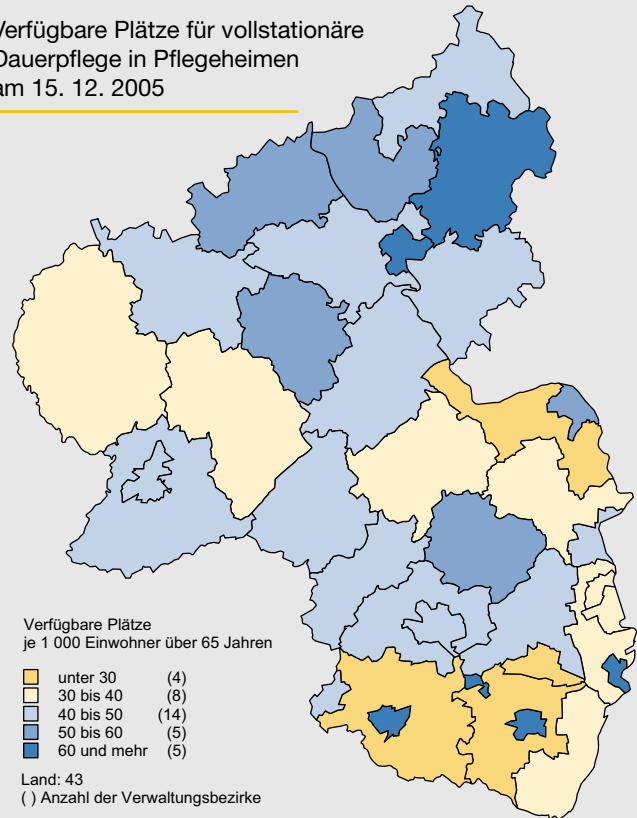 Verfügbare Plätze für vollstationäre
Dauerpflege in Pflegeheimen
am 15. 12. 2005
Verfügbare Plätze
je 1 000 Einwohner über 65 Jahren
unter 30 (4)
30 bis 40 (8)
40 bis 50 (14)
50 bis 60 (5)
60 und mehr (5)
Land: 43
( ) Anzahl der Verwaltungsbezirke